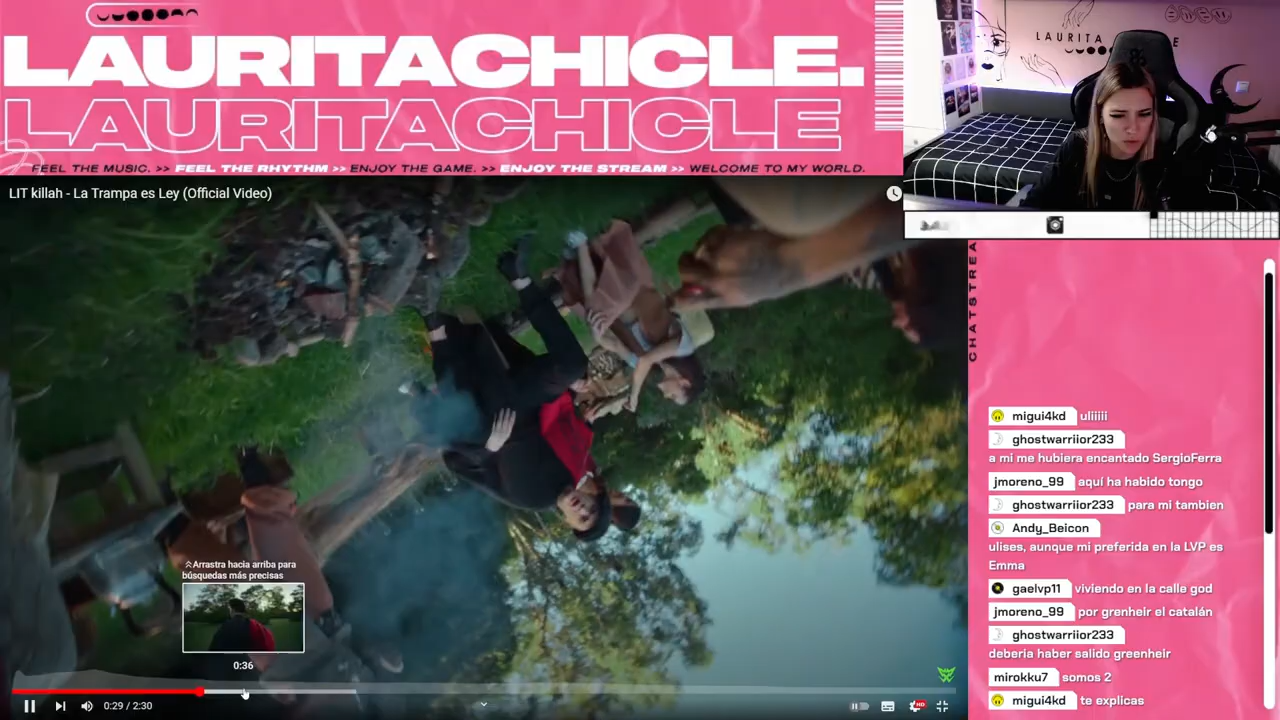 LAURITACHICLE.
LAURITACHICLE
FEEL THE MUSIC. >> FEEL THE RHYTHM >> ENJOY THE GAME. >> ENJOY THE STREAM >> WELCOME TO MY WORLD.
LIT killah - La Trampa es Ley (Official Video)
Arrastra hacia arriba para
búsquedas más precisas
0:36
0:29 / 2:30
HD
LAURITA
CHATSTREA
migui4kd uliiiii
ghostwarriior233
a mi me hubiera encantado SergioFerra
jmoreno_99 aquí ha habido tongo
ghostwarriior233 para mi tambien
Andy_Beicon
ulises, aunque mi preferida en la LVP es
Emma
gaelvp11 viviendo en la calle god
jmoreno_99 por grenheir el catalán
ghostwarriior233
deberia haber salido greenheir
mirokku7 somos 2
migui4kd te explicas